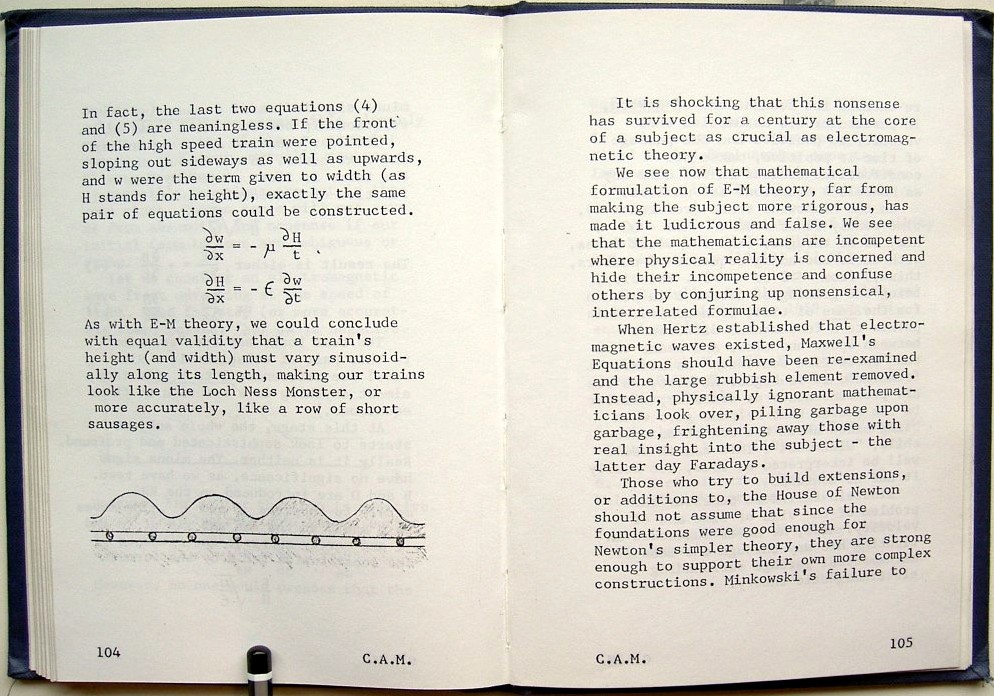 In fact, the last two equations (4)
and (5) are meaningless. If the front
of the high speed train were pointed,
sloping out sideways as well as upwards,
and w were the term given to width (as
H stands for height), exactly the same
pair of equations could be constructed.
∂w/∂x = - μ ∂H/t .
∂H/∂x = - ϵ ∂w/∂t
As with E-M theory, we could conclude
with equal validity that a train's
height (and width) must vary sinusoid-
ally along its length, making our trains
look like the Loch Ness Monster, or
more accurately, like a row of short
sausages.
104
C.A.M.
It is shocking that this nonsense
has survived for a century at the core
of a subject as crucial as electromag-
netic theory.
We see now that mathematical
formulation of E-M theory, far from
making the subject more rigorous, has
made it ludicrous and false. We see
that the mathematicians are incompetent
where physical reality is concerned and
hide their incompetence and confuse
others by conjuring up nonsensical,
interrelated formulae.
When Hertz established that electro-
magnetic waves existed, Maxwell's
Equations should have been re-examined
and the large rubbish element removed.
Instead, physically ignorant mathemat-
icians look over, piling garbage upon
garbage, frightening away those with
real insight into the subject - the
latter day Faradays.
Those who try to build extensions,
or additions to, the House of Newton
should not assume that since the
foundations were good enough for
Newton's simpler theory, they are strong
enough to support their own more complex
constructions. Minkowski's failure to
C.A.M.
105